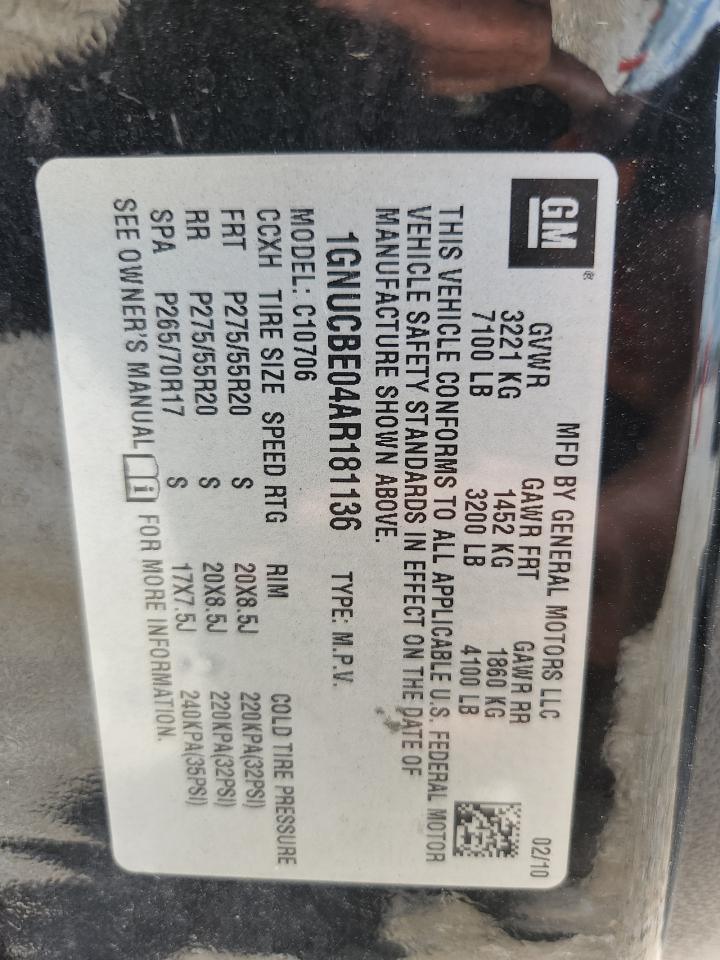 GM®
MFD BY GENERAL MOTORS LLC 02/10
GVWR GAWR FRT GAWR RR
3221 KG 1452 KG 1860 KG
7100 LB 3200 LB 4100 LB
THIS VEHICLE CONFORMS TO ALL APPLICABLE U.S. FEDERAL MOTOR
VEHICLE SAFETY STANDARDS IN EFFECT ON THE DATE OF
MANUFACTURE SHOWN ABOVE.
1GNUCBE04AR181136 TYPE: M.P.V.
MODEL: C10706
CCXH TIRE SIZE SPEED RTG RIM COLD TIRE PRESSURE
FRT P275/55R20 S 20X8.5J 220KPA(32PSI)
RR P275/55R20 S 20X8.5J 220KPA(32PSI)
SPA P265/70R17 S 17X7.5J 240KPA(35PSI)
SEE OWNER'S MANUAL i FOR MORE INFORMATION.